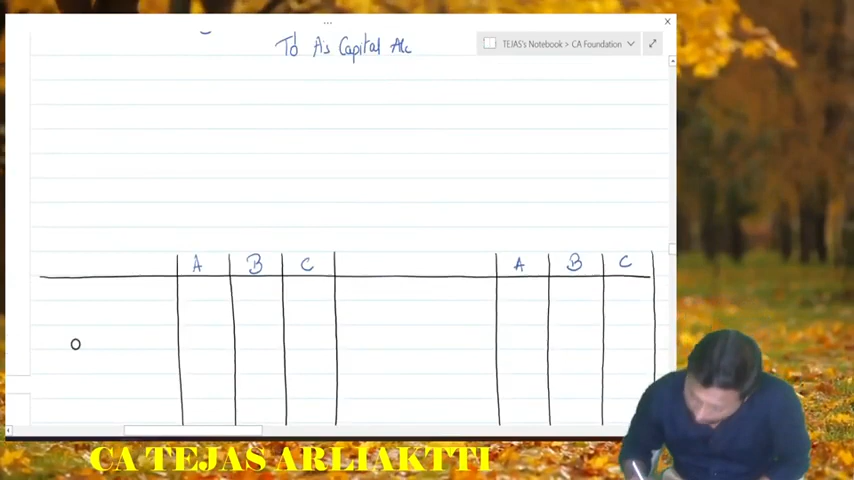 To A's Capital A/c
TEJAS's Notebook > CA Foundation
A B C A B C
CA TEJAS ARLIAKTTI